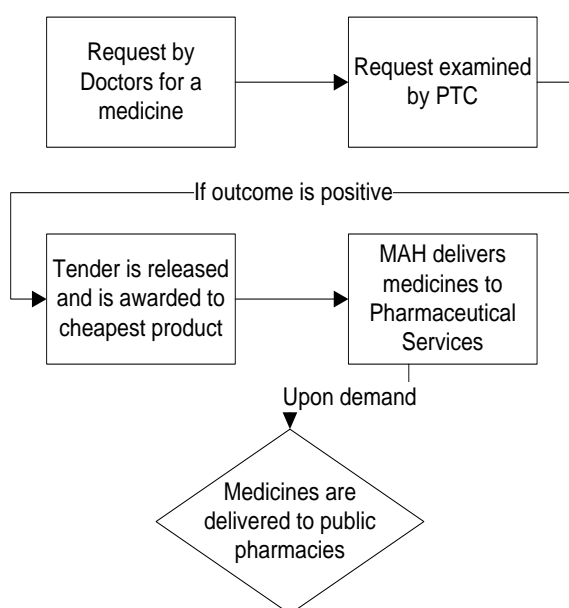 Request by
Doctors for a
medicine
Request examined
by PTC
If outcome is positive
Tender is released
and is awarded to
cheapest product
MAH delivers
medicines to
Pharmaceutical
Services
Upon demand
Medicines are
delivered to public
pharmacies